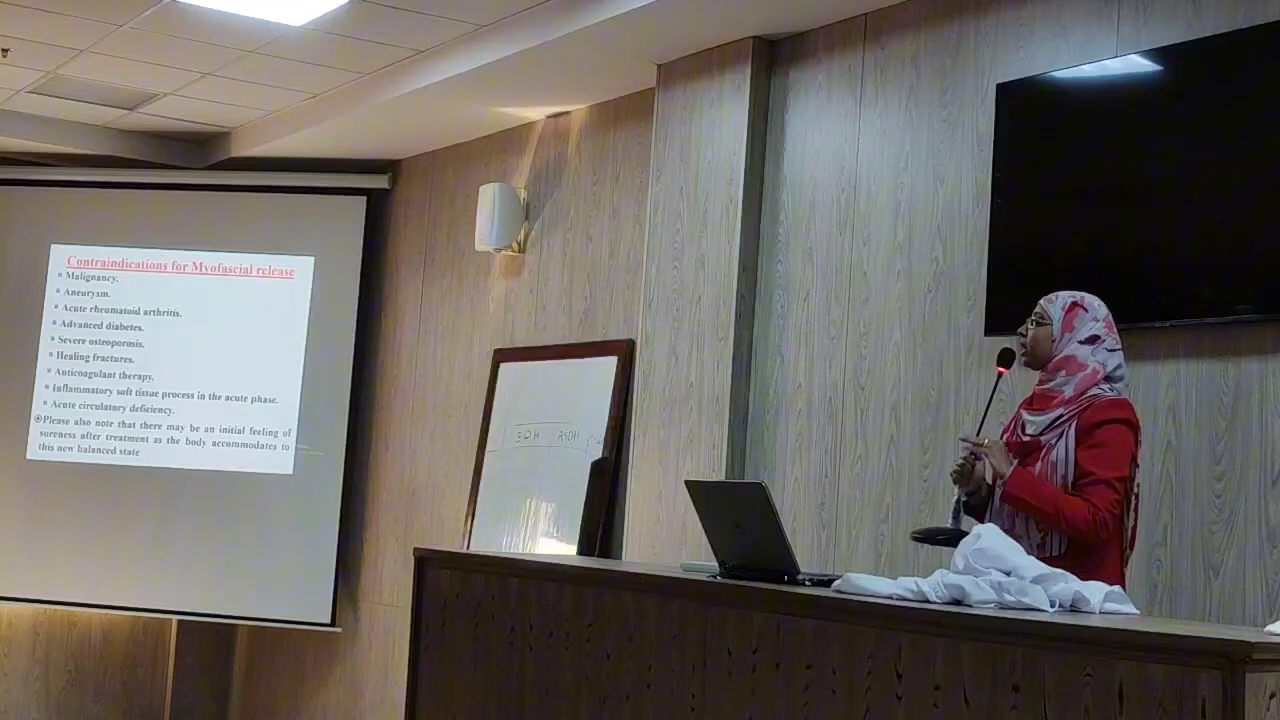 Contraindications for Myofascial release
Malignancy.
Aneurysm.
Acute rheumatoid arthritis.
Advanced diabetes.
Severe osteoporosis.
Healing fractures.
Anticoagulant therapy.
Inflammatory soft tissue process in the acute phase.
Acute circulatory deficiency.
Please also note that there may be an initial feeling of
soreness after treatment as the body accommodates to
this new balanced state
SDH ASDH